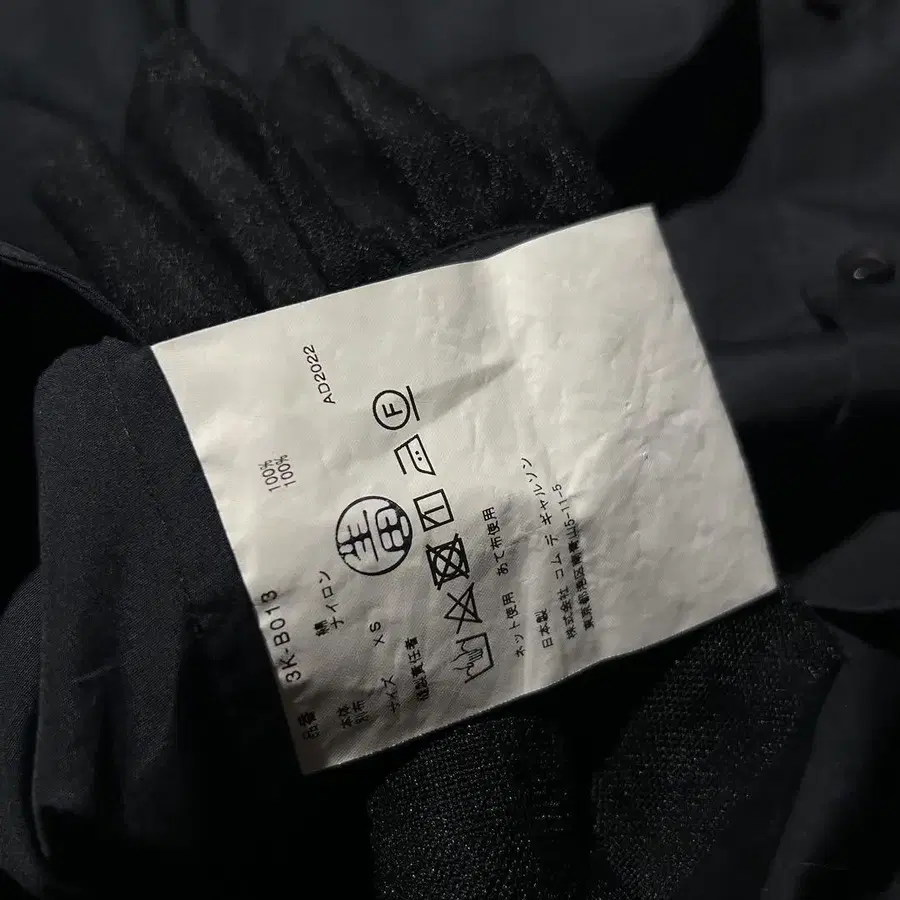 品番 3K-B013
本体 綿 100%
別布 ナイロン 100%
サイズ XS AD2022
縫製責任者
F
ネット使用 あて布使用
日本製
株式会社 コム デ ギャルソン
東京都港区南青山5-11-5